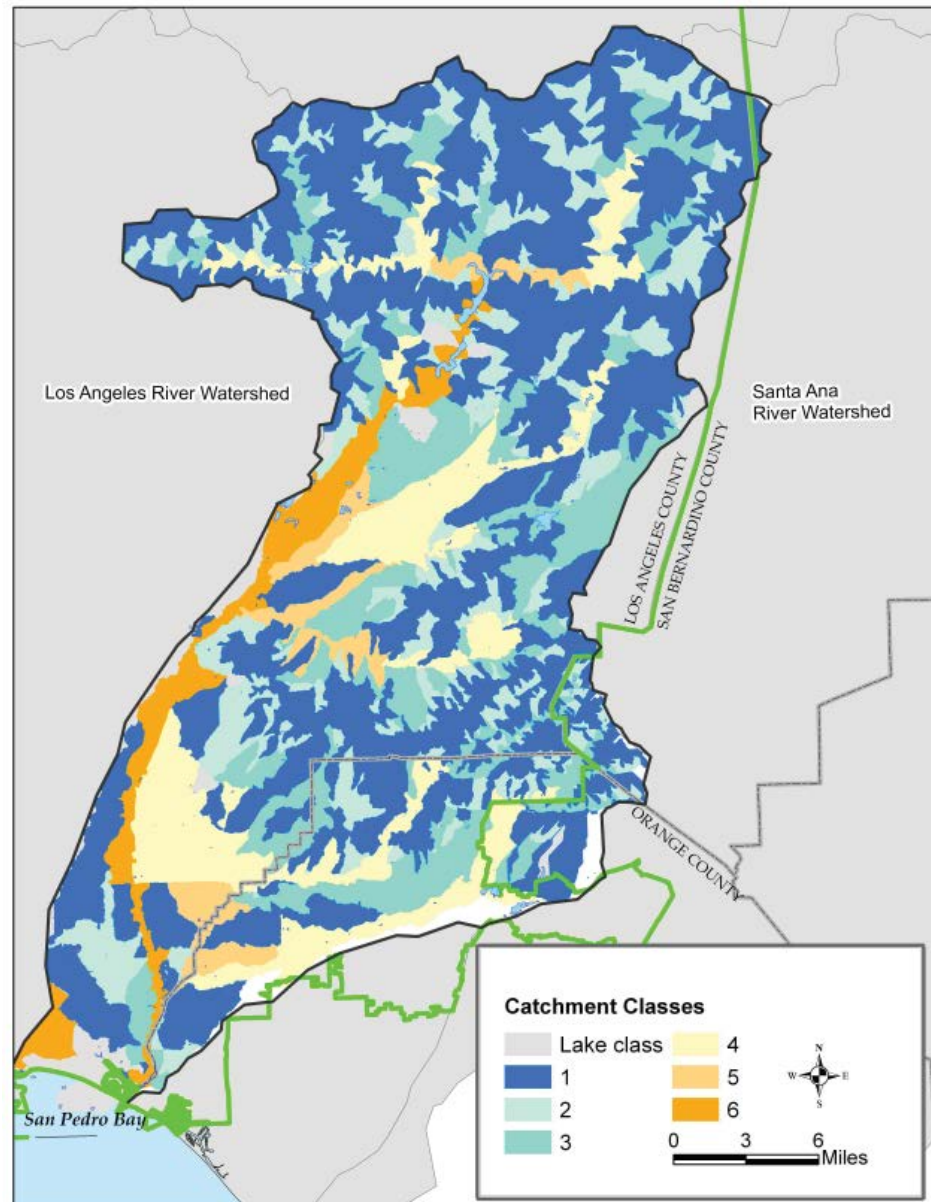 Los Angeles River Watershed
Santa Ana
River Watershed
LOS ANGELES COUNTY
SAN BERNARDINO COUNTY
ORANGE COUNTY
San Pedro Bay
Catchment Classes
Lake class
1
2
3
4
5
6
N
W E
S
0 3 6
Miles